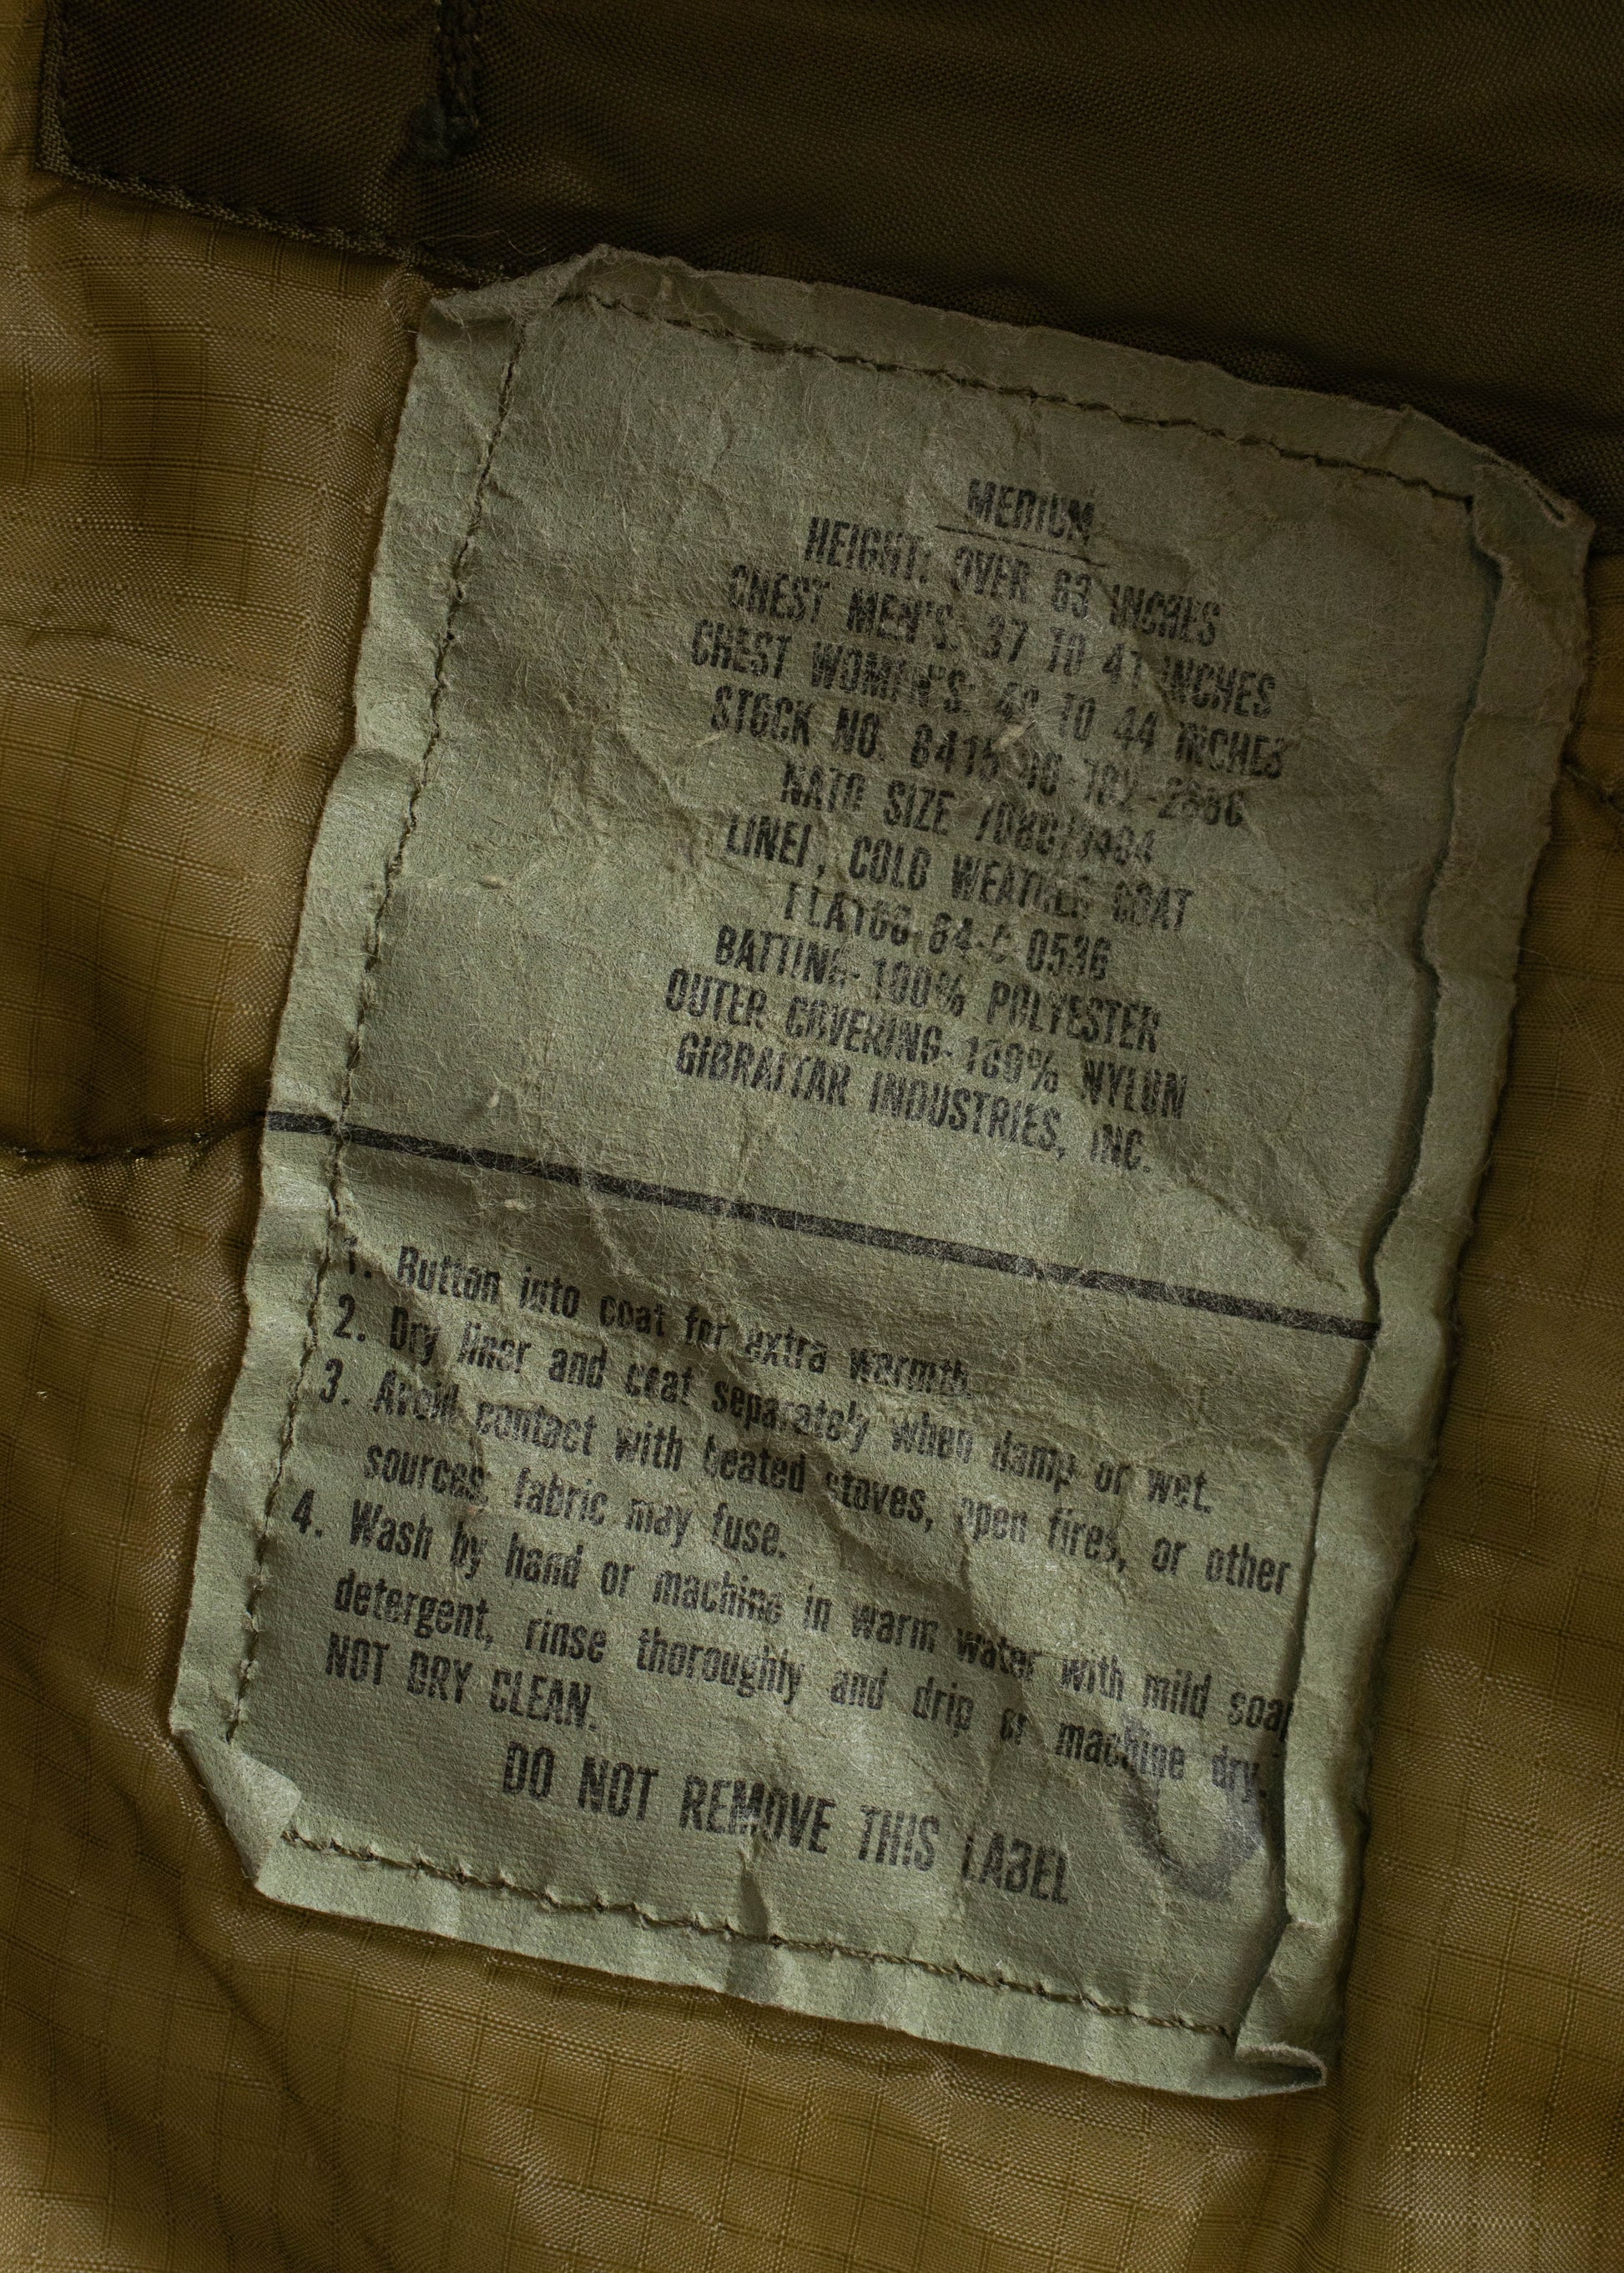 MEDIUM
HEIGHT: OVER 63 INCHES
CHEST MEN'S: 37 TO 41 INCHES
CHEST WOMEN'S: 40 TO 44 INCHES
STOCK NO. 8415
NATO SIZE
LINER, COLD WEATHER COAT
BATTING-100% POLYESTER
OUTER COVERING-100% NYLON
GIBRALTAR INDUSTRIES, INC.
1. Button into coat for extra warmth.
2. Dry liner and coat separately when damp or wet.
3. Avoid contact with heated stoves, open fires, or other
sources; fabric may fuse.
4. Wash by hand or machine in warm water with mild soap
detergent, rinse thoroughly and drip or machine dry.
NOT DRY CLEAN.
DO NOT REMOVE THIS LABEL